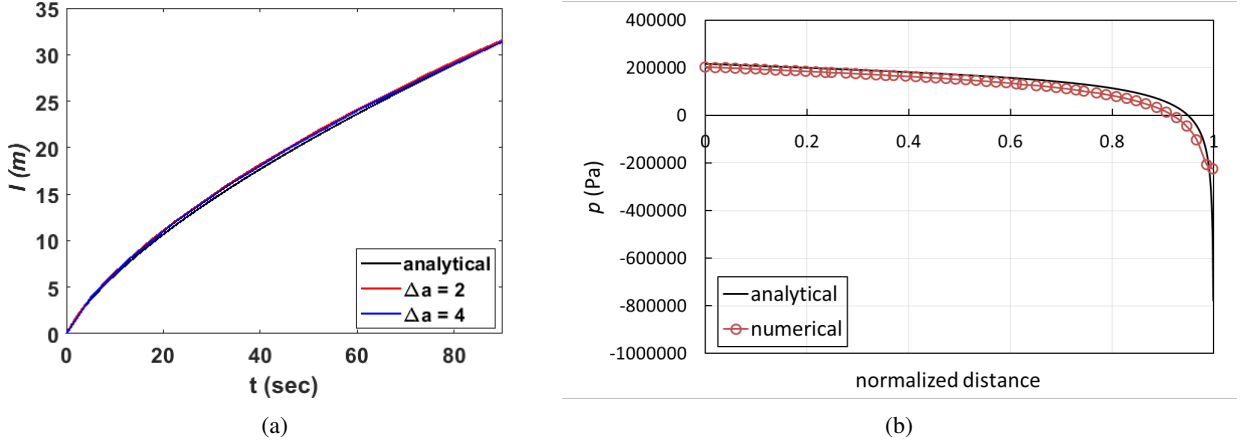 35
30
25
20
15
10
5
0
l (m)
0 20 40 60 80
t (sec)
analytical
Δa = 2
Δa = 4
(a)
400000
200000
0
-200000
-400000
-600000
-800000
-1000000
p (Pa)
0 0.2 0.4 0.6 0.8 1
analytical
numerical
normalized distance
(b)